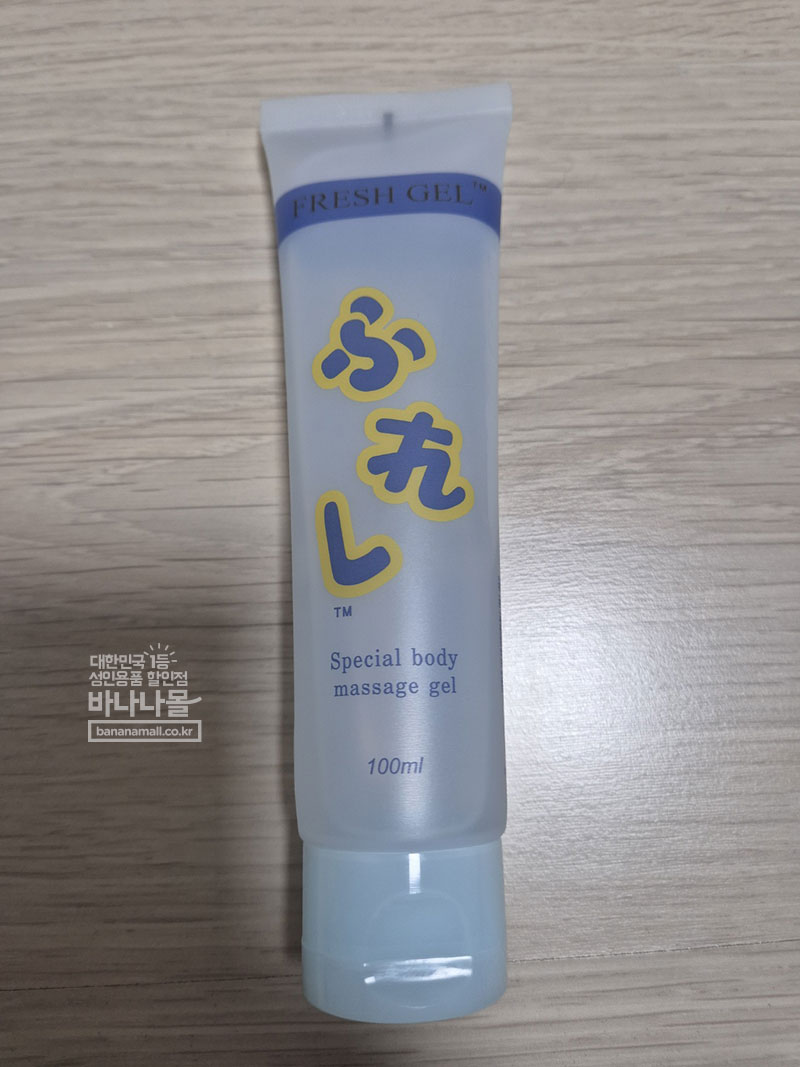 FRESH GEL™
ふ
れ
し
TM
Special body
massage gel
100ml
대한민국 1등
성인용품 할인점
바나나몰
bananamall.co.kr